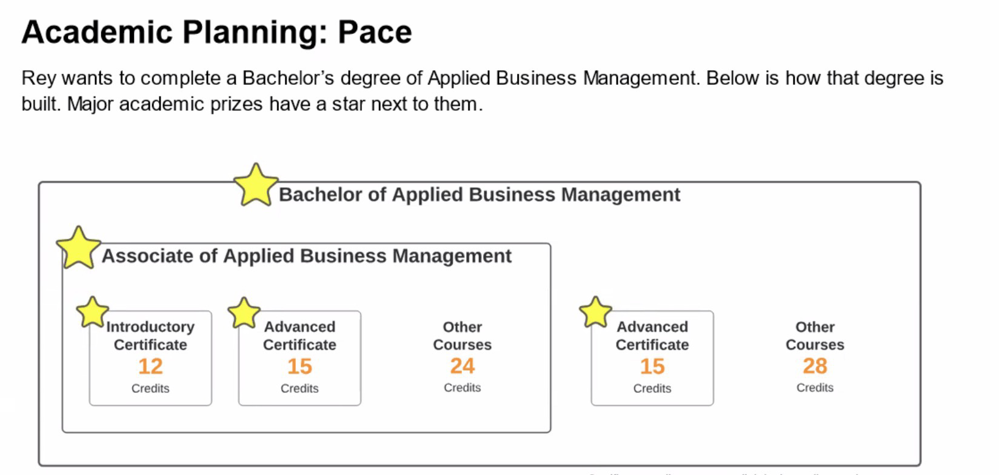 Academic Planning: Pace
Rey wants to complete a Bachelor’s degree of Applied Business Management. Below is how that degree is
built. Major academic prizes have a star next to them.
Bachelor of Applied Business Management
Associate of Applied Business Management
Introductory
Certificate
12
Credits
Advanced
Certificate
15
Credits
Other
Courses
24
Credits
Advanced
Certificate
15
Credits
Other
Courses
28
Credits